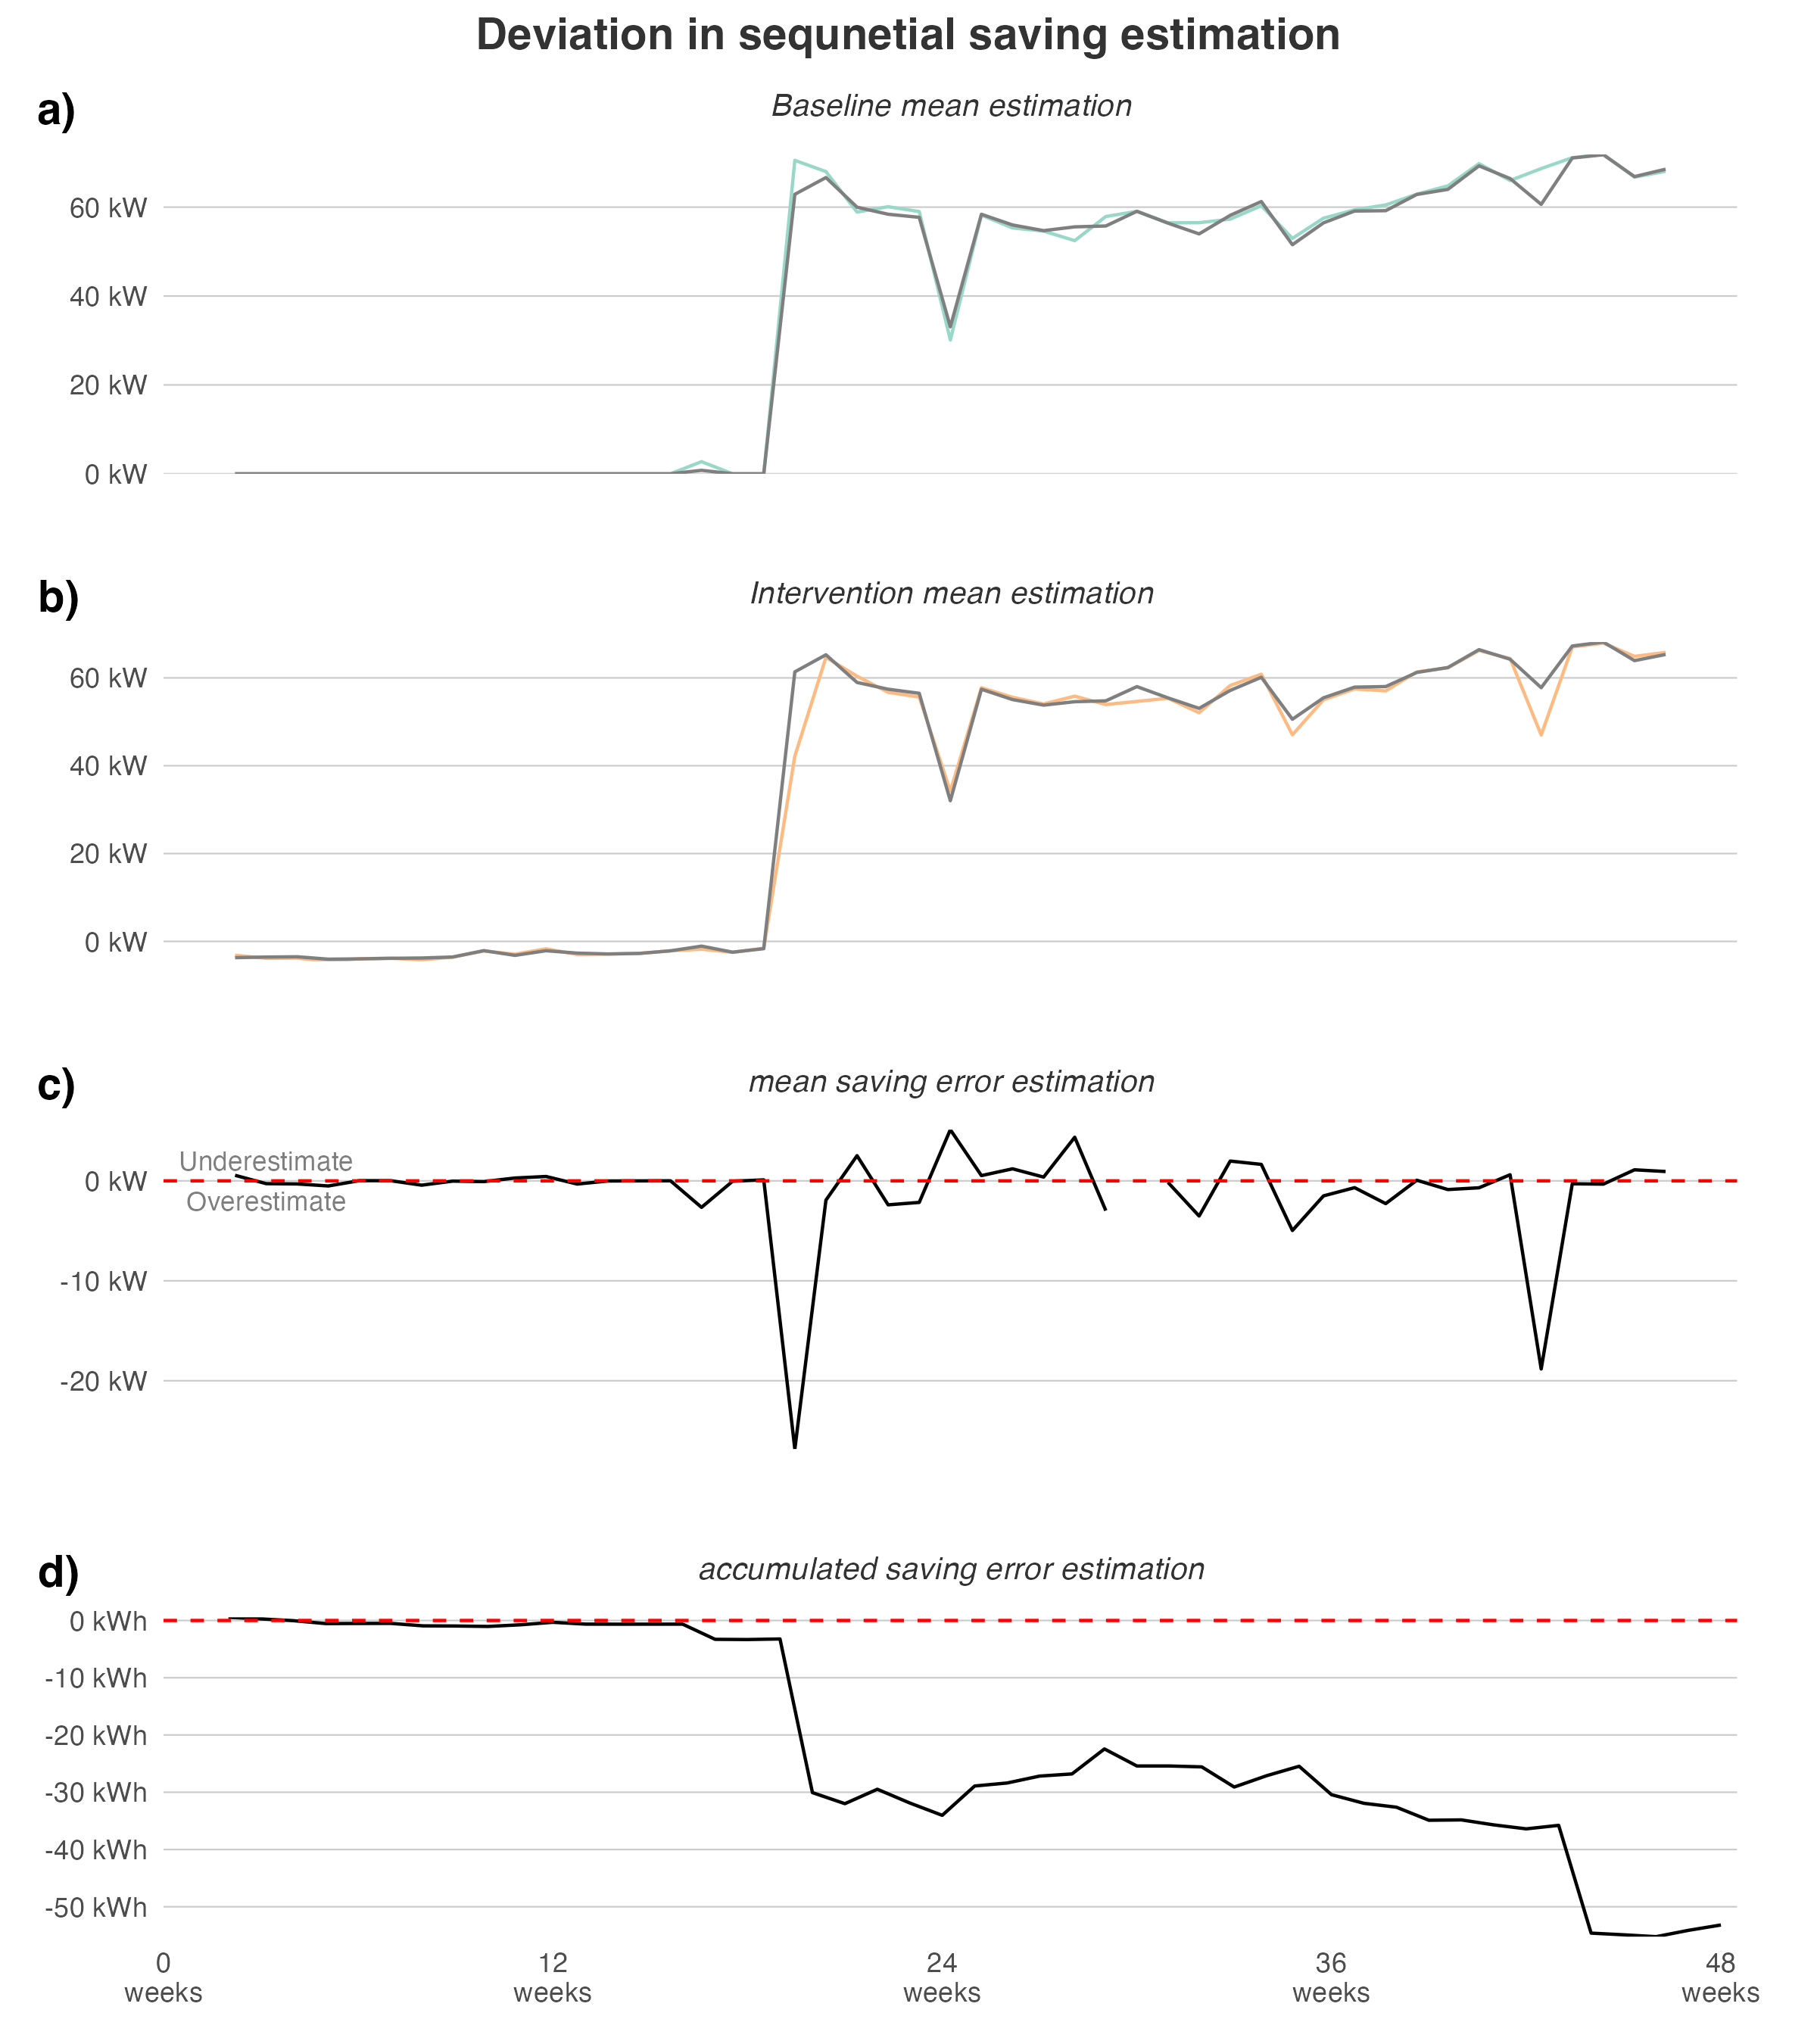 Deviation in sequnetial saving estimation
a)
Baseline mean estimation
60 kW
40 kW
20 kW
0 kW
b)
Intervention mean estimation
60 kW
40 kW
20 kW
0 kW
c)
mean saving error estimation
Underestimate
0 kW
Overestimate
-10 kW
-20 kW
d)
accumulated saving error estimation
0 kWh
-10 kWh
-20 kWh
-30 kWh
-40 kWh
-50 kWh
0 12 24 36 48
weeks weeks weeks weeks weeks